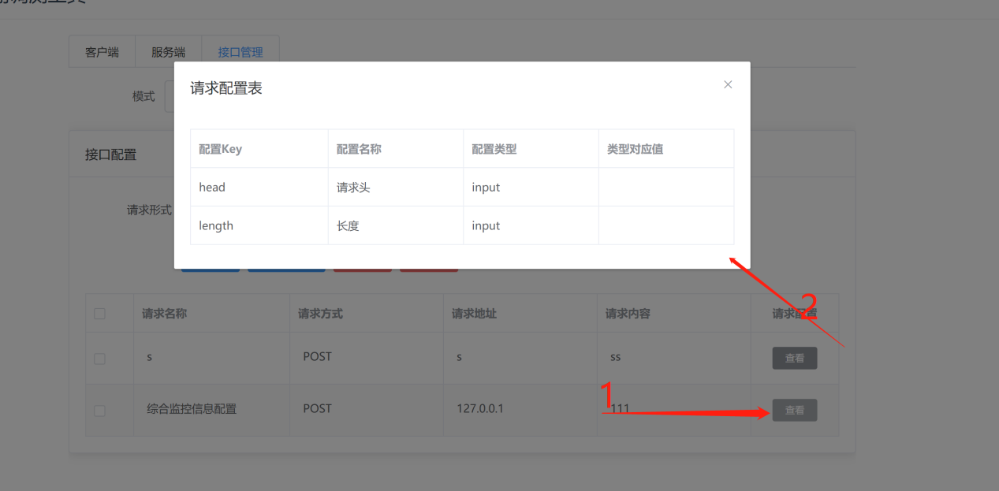 客户端 服务端 接口管理
模式
请求配置表
配置Key 配置名称 配置类型 类型对应值
head 请求头 input
length 长度 input
接口配置
请求形式
2
请求名称 请求方式 请求地址 请求内容 请求配置
s POST s ss 查看
1
综合监控信息配置 POST 127.0.0.1 111 查看